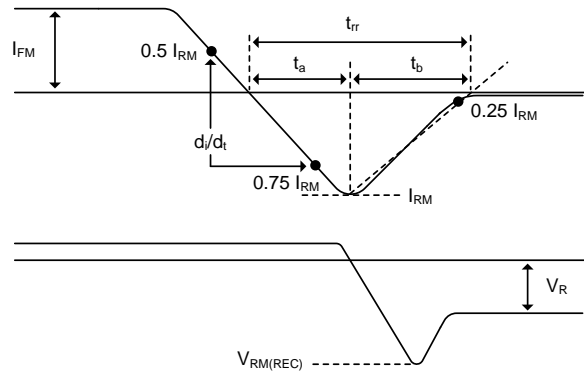 t_rr
I_FM
0.5 I_RM
t_a
t_b
0.25 I_RM
d_i/d_t
0.75 I_RM
I_RM
V_R
V_RM(REC)